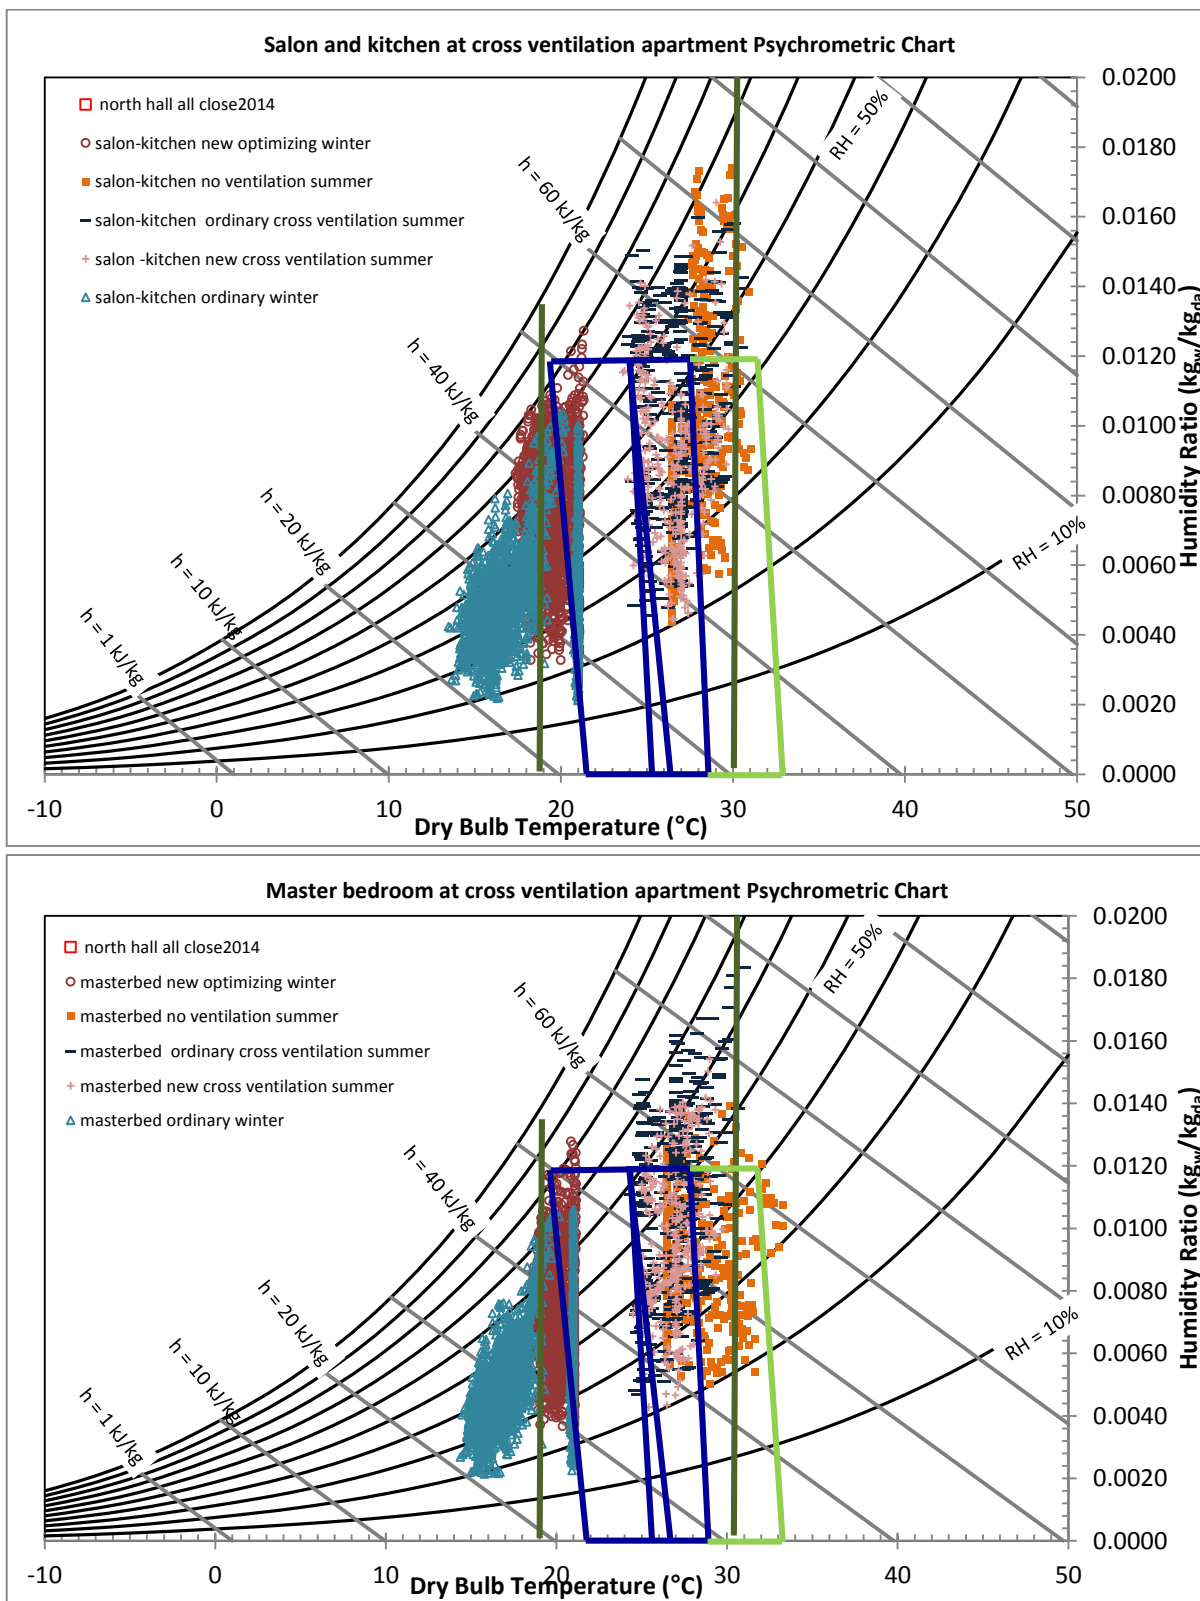 Salon and kitchen at cross ventilation apartment Psychrometric Chart
north hall all close2014
salon-kitchen new optimizing winter
salon-kitchen no ventilation summer
salon-kitchen  ordinary cross ventilation summer
salon -kitchen new cross ventilation summer
salon-kitchen ordinary winter
h = 1 kJ/kg
h = 10 kJ/kg
h = 20 kJ/kg
h = 40 kJ/kg
h = 60 kJ/kg
RH = 50%
RH = 10%
0.0200
0.0180
0.0160
0.0140
0.0120
0.0100
0.0080
0.0060
0.0040
0.0020
0.0000
Humidity Ratio (kgw/kgda)
-10 0 10 20 30 40 50
Dry Bulb Temperature (°C)
Master bedroom at cross ventilation apartment Psychrometric Chart
north hall all close2014
masterbed new optimizing winter
masterbed no ventilation summer
masterbed  ordinary cross ventilation summer
masterbed new cross ventilation summer
masterbed ordinary winter
h = 1 kJ/kg
h = 10 kJ/kg
h = 20 kJ/kg
h = 40 kJ/kg
h = 60 kJ/kg
RH = 50%
RH = 10%
0.0200
0.0180
0.0160
0.0140
0.0120
0.0100
0.0080
0.0060
0.0040
0.0020
0.0000
Humidity Ratio (kgw/kgda)
-10 0 10 20 30 40 50
Dry Bulb Temperature (°C)